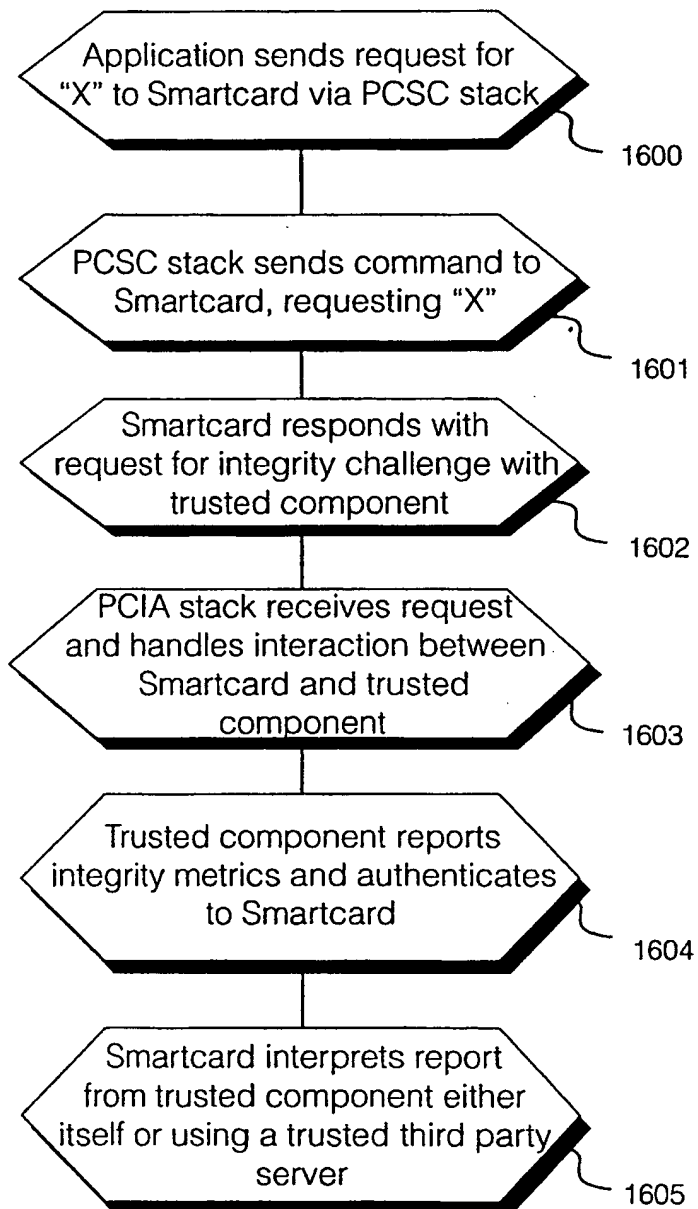 Application sends request for
“X” to Smartcard via PCSC stack
1600
PCSC stack sends command to
Smartcard, requesting “X”
1601
Smartcard responds with
request for integrity challenge with
trusted component
1602
PCIA stack receives request
and handles interaction between
Smartcard and trusted
component
1603
Trusted component reports
integrity metrics and authenticates
to Smartcard
1604
Smartcard interprets report
from trusted component either
itself or using a trusted third party
server
1605